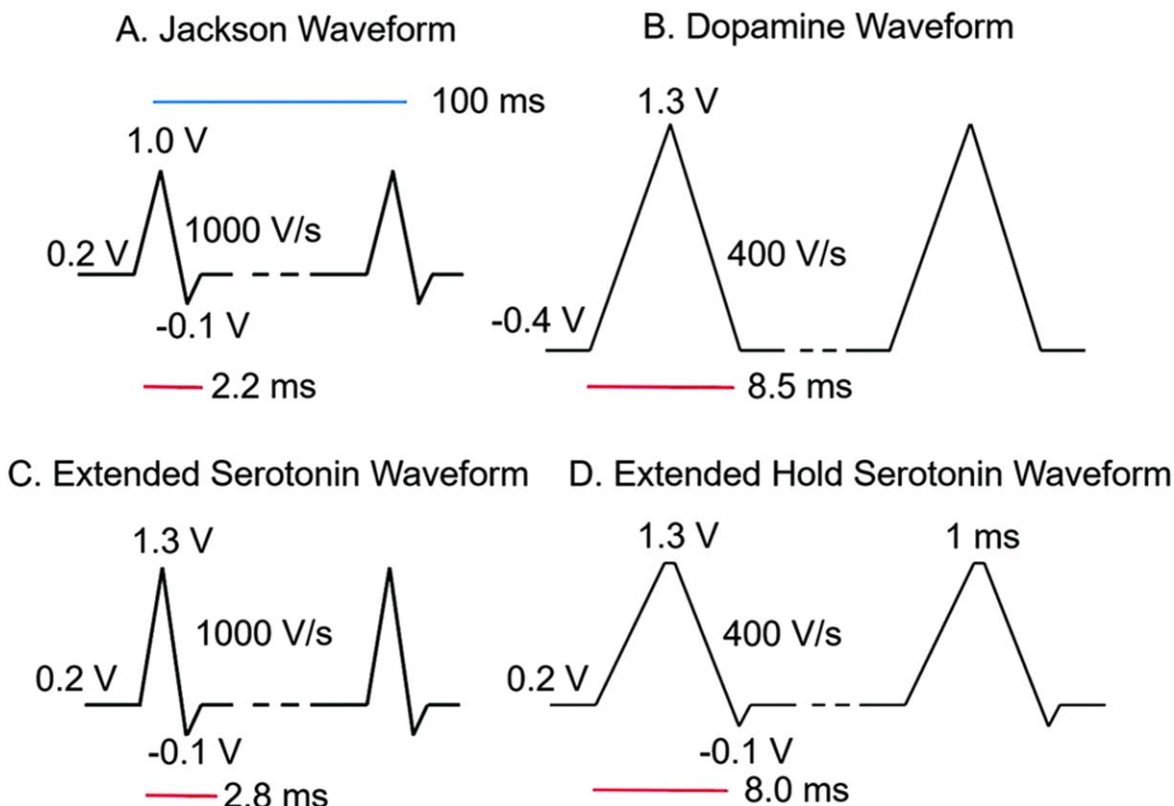 A. Jackson Waveform
100 ms
1.0 V
0.2 V
1000 V/s
-0.1 V
2.2 ms
B. Dopamine Waveform
1.3 V
-0.4 V
400 V/s
8.5 ms
C. Extended Serotonin Waveform
1.3 V
0.2 V
1000 V/s
-0.1 V
2.8 ms
D. Extended Hold Serotonin Waveform
1.3 V
1 ms
0.2 V
400 V/s
-0.1 V
8.0 ms